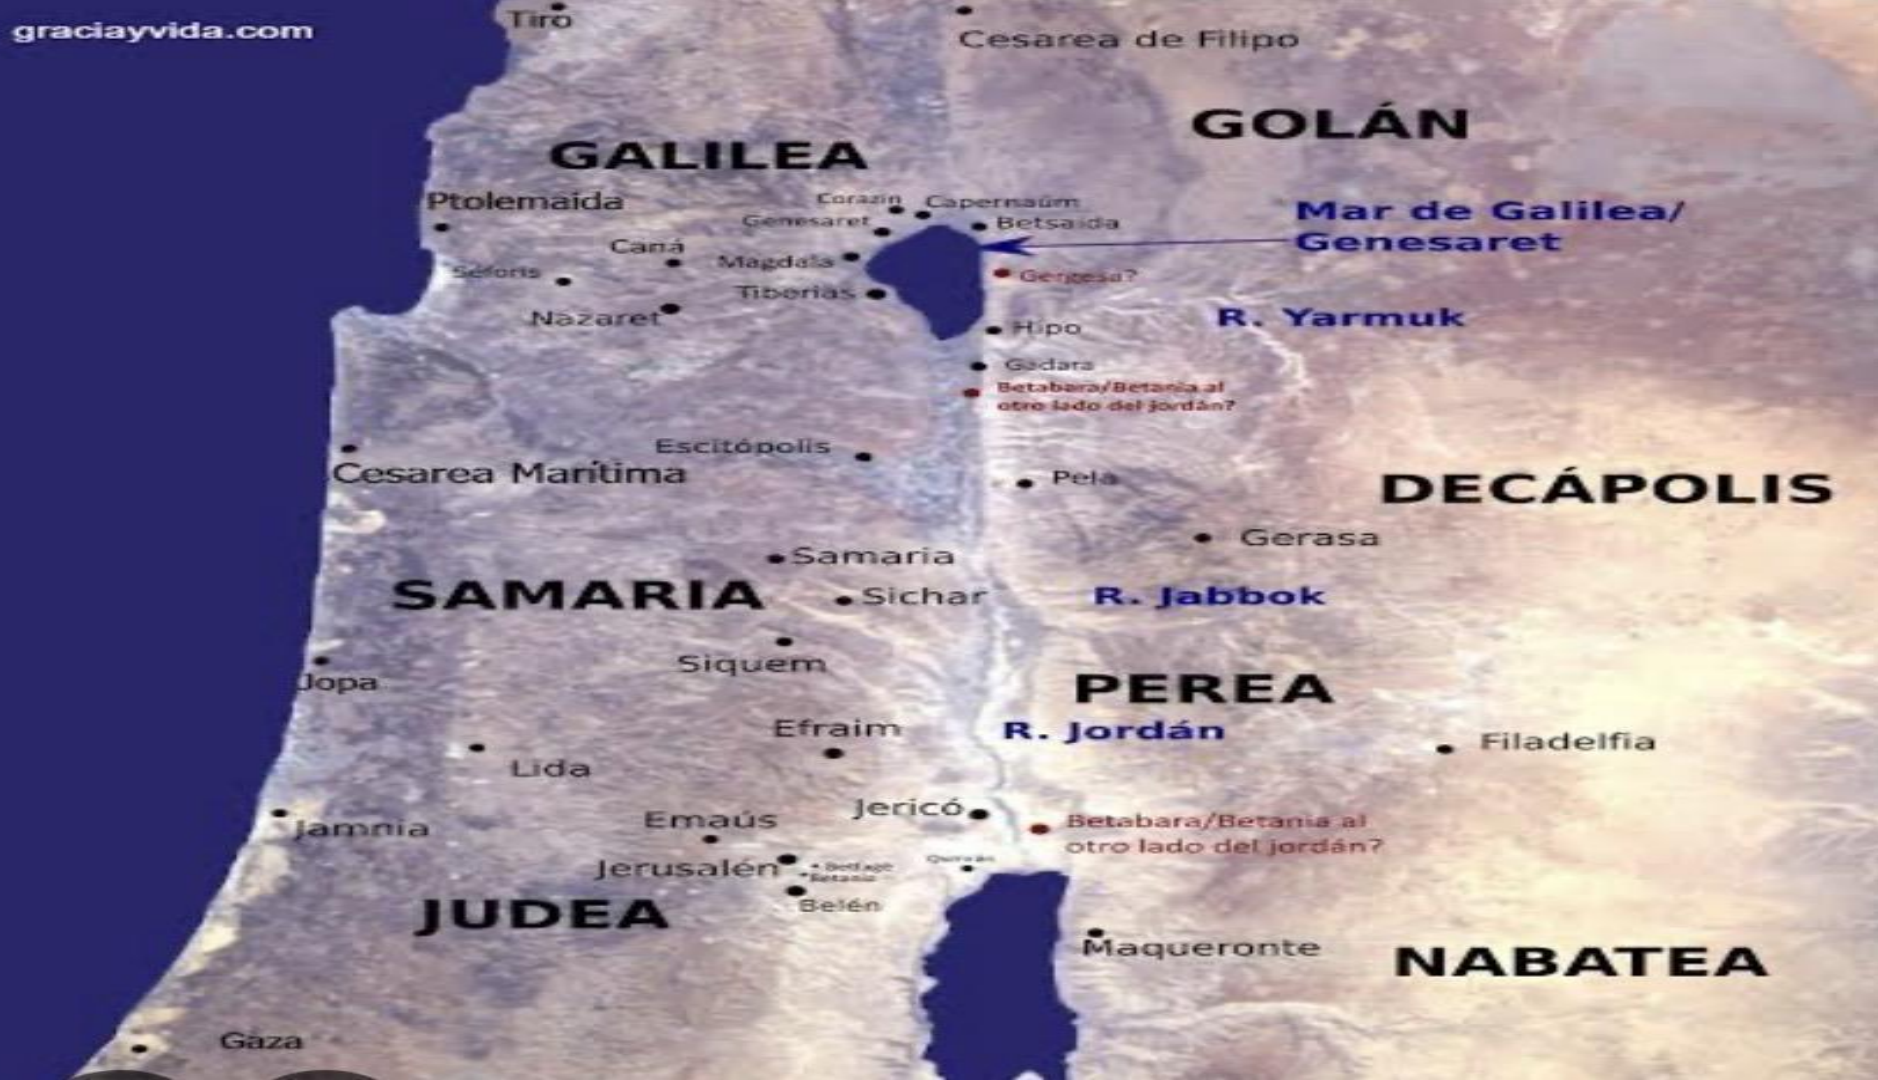 graciayvida.com
Tiro
Cesarea de Filipo
GOLÁN
GALILEA
Ptolemaida
Corazín
Capernaúm
Genesaret
Betsaida
Mar de Galilea/
Genesaret
Caná
Magdala
Séforis
Gergesa?
Tiberias
Nazaret
Hipo
R. Yarmuk
Gadara
Betabara/Betania al
otro lado del jordán?
Escitópolis
Cesarea Marítima
Pela
DECÁPOLIS
Gerasa
Samaria
SAMARIA
Sichar
R. Jabbok
Siquem
Jopa
PEREA
Efraim
R. Jordán
Filadelfia
Lida
Jericó
Emaús
Jamnia
Betabara/Betania al
otro lado del jordán?
Jerusalén
Betania
Belén
JUDEA
Maqueronte
NABATEA
Gaza